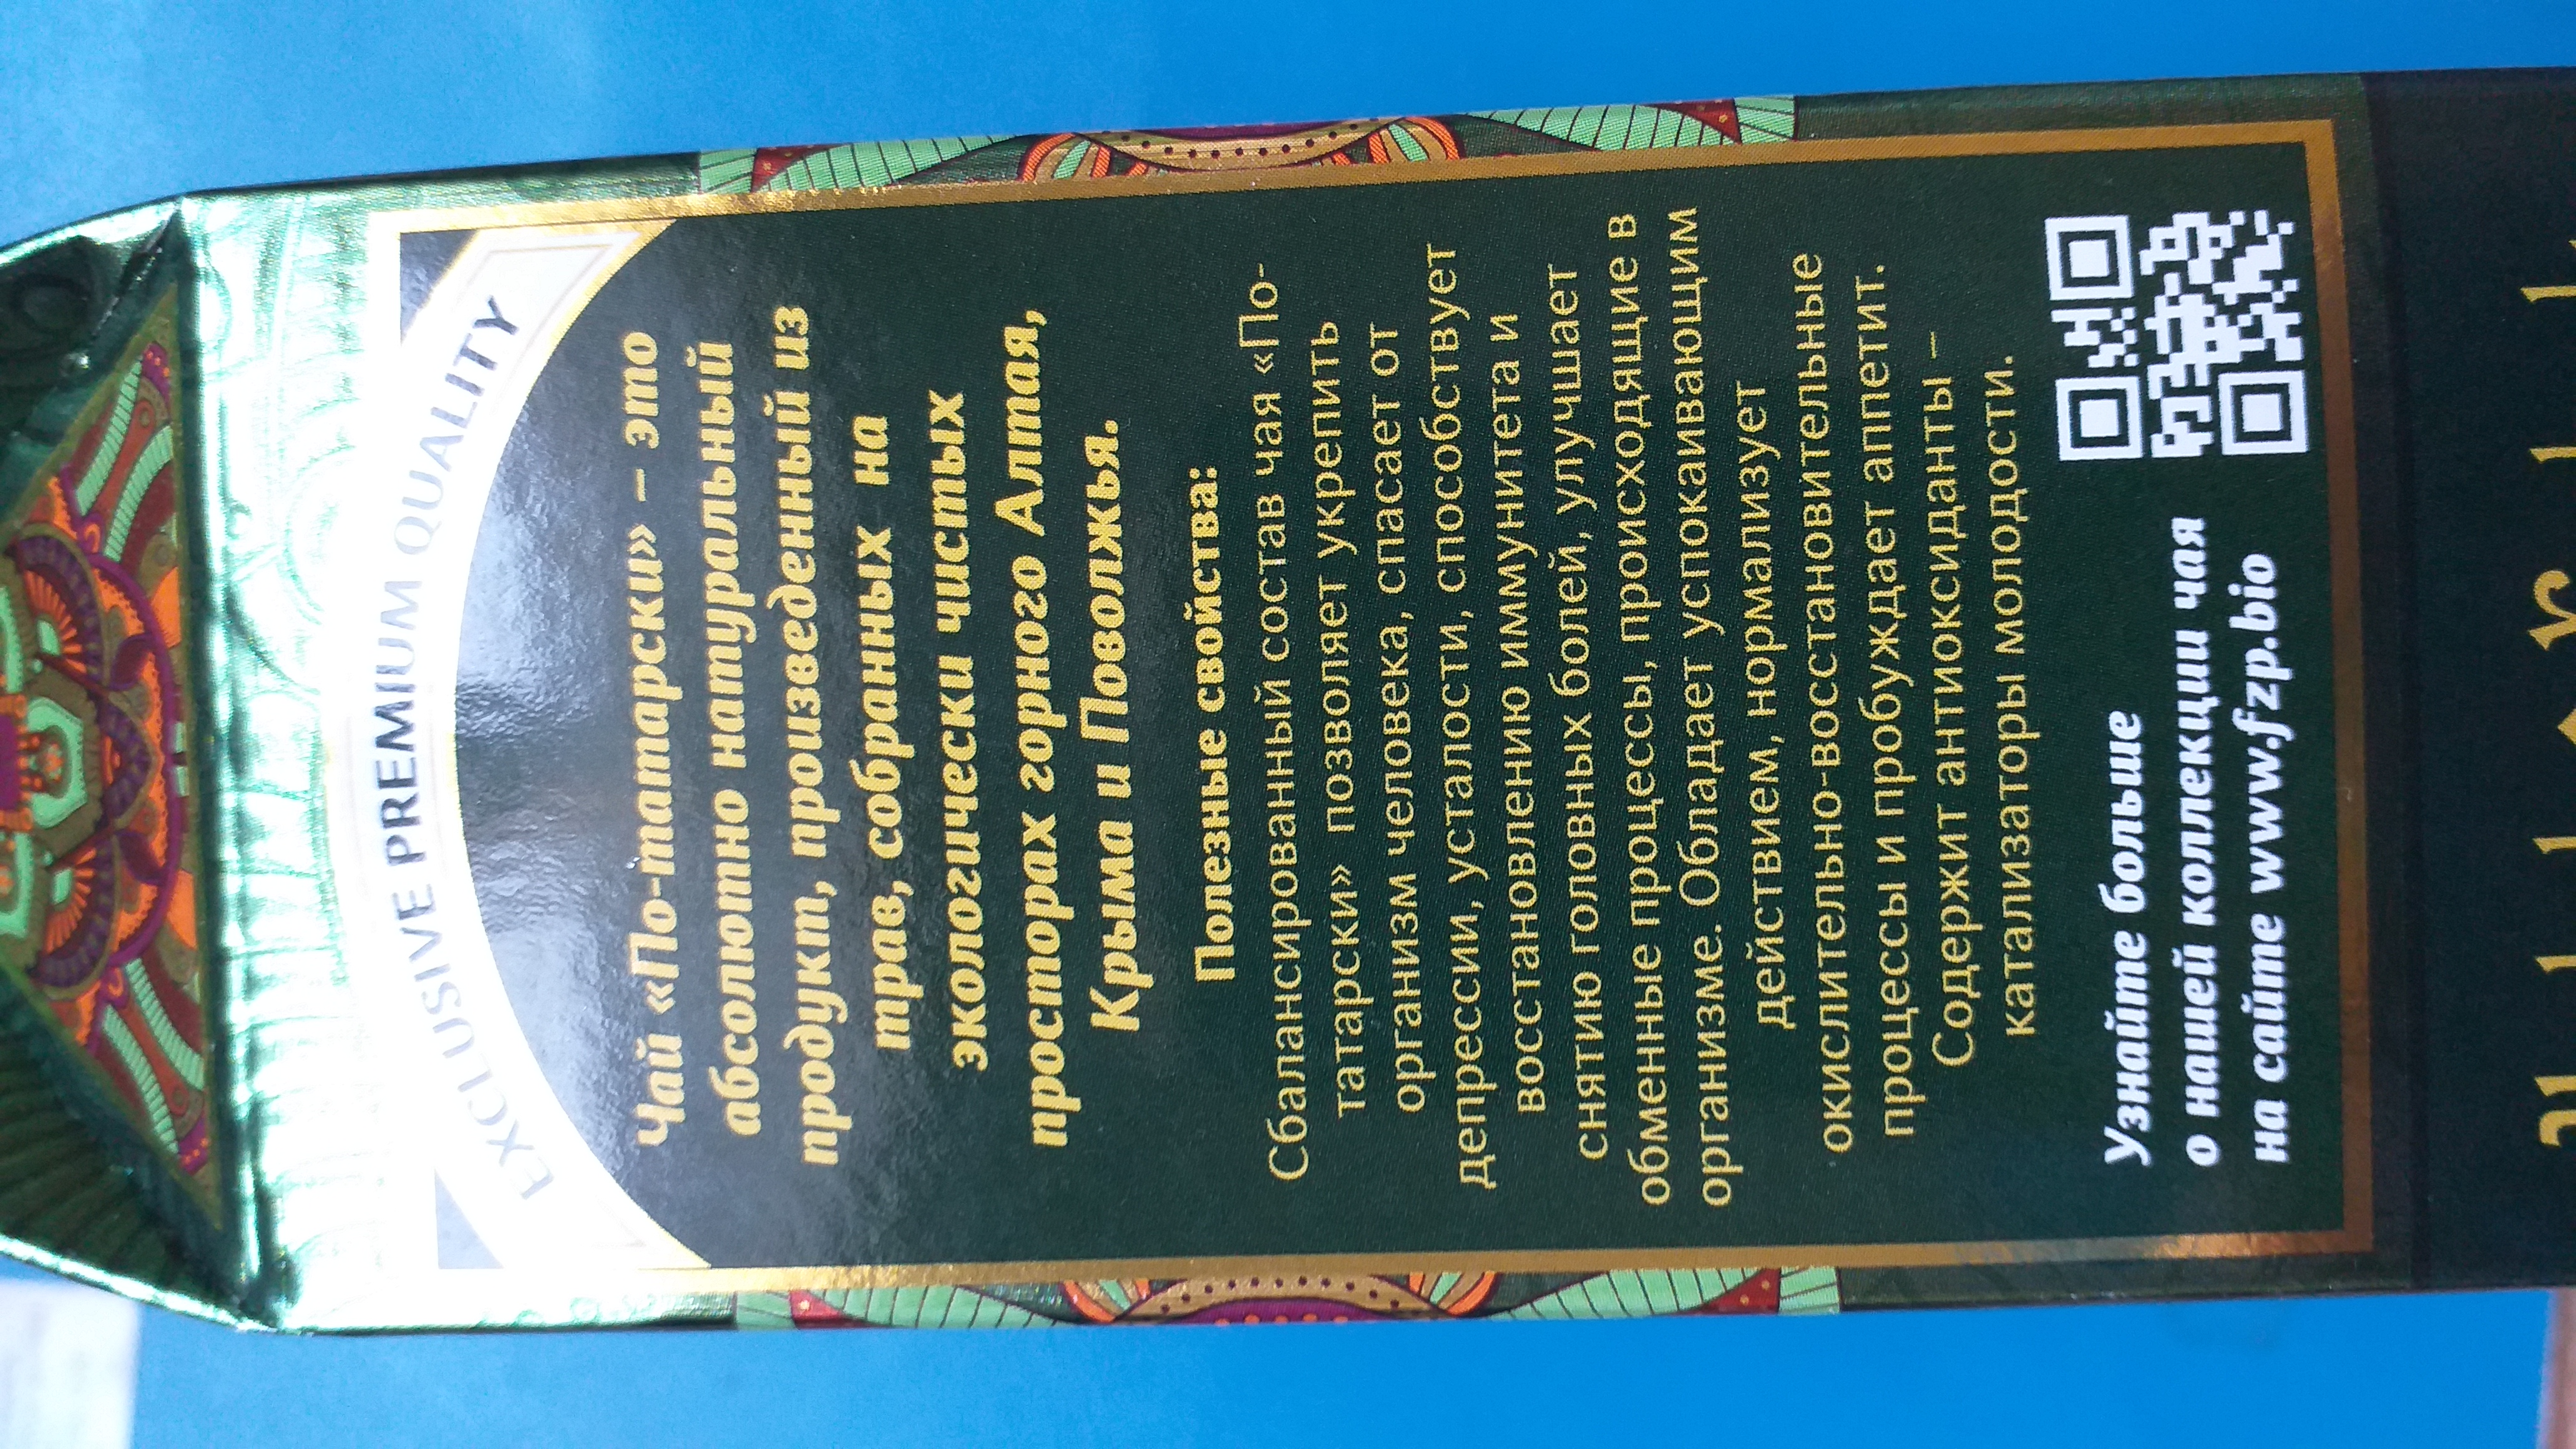 EXCLUSIVE PREMIUM QUALITY
Чай «По-татарски» – это
абсолютно натуральный
продукт, произведенный из
трав, собранных на
экологически чистых
просторах горного Алтая,
Крыма и Поволжья.
Полезные свойства:
Сбалансированный состав чая «По-
татарски» позволяет укрепить
организм человека, спасает от
депрессии, усталости, способствует
восстановлению иммунитета и
снятию головных болей, улучшает
обменные процессы, происходящие в
организме. Обладает успокаивающим
действием, нормализует
окислительно-восстановительные
процессы и пробуждает аппетит.
Содержит антиоксиданты –
катализаторы молодости.
Узнайте больше
о нашей коллекции чая
на сайте www.fzp.bio